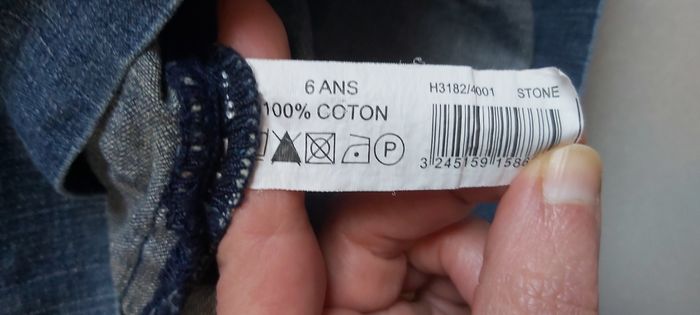 6 ANS
100% COTON
P
H3182/4001 STONE
3 245159 1586